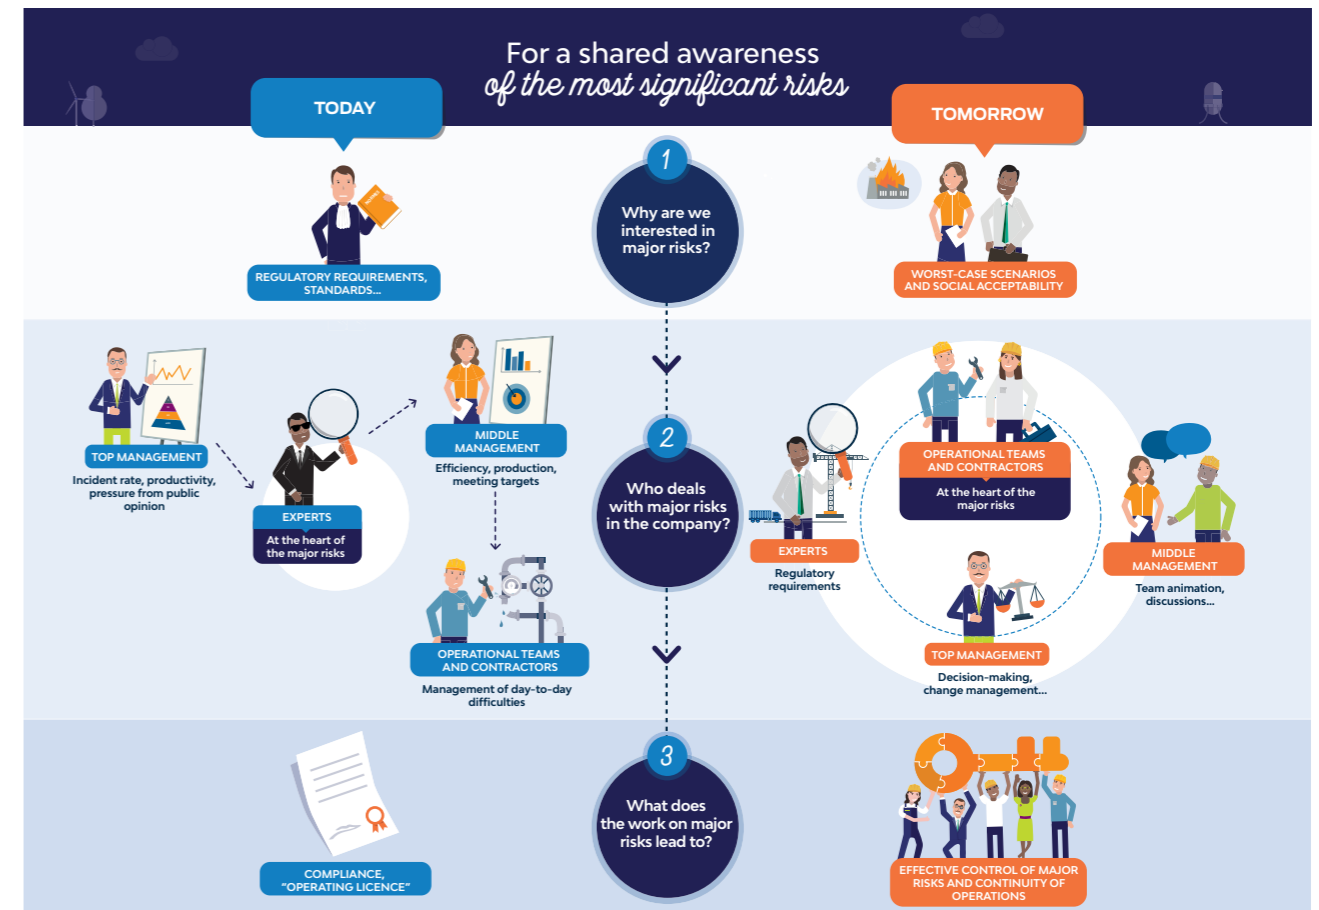 For a shared awareness
of the most significant risks
TODAY
TOMORROW
1
Why are we
interested in
major risks?
REGULATORY REQUIREMENTS,
STANDARDS...
WORST-CASE SCENARIOS
AND SOCIAL ACCEPTABILITY
2
Who deals
with major risks
in the company?
TOP MANAGEMENT
Incident rate, productivity,
pressure from public
opinion
EXPERTS
At the heart of
the major risks
MIDDLE
MANAGEMENT
Efficiency, production,
meeting targets
OPERATIONAL TEAMS
AND CONTRACTORS
Management of day-to-day
difficulties
EXPERTS
Regulatory
requirements
OPERATIONAL TEAMS
AND CONTRACTORS
At the heart of the
major risks
MIDDLE
MANAGEMENT
Team animation,
discussions...
TOP MANAGEMENT
Decision-making,
change management...
3
What does
the work on major
risks lead to?
COMPLIANCE,
"OPERATING LICENCE"
EFFECTIVE CONTROL OF MAJOR
RISKS AND CONTINUITY OF
OPERATIONS